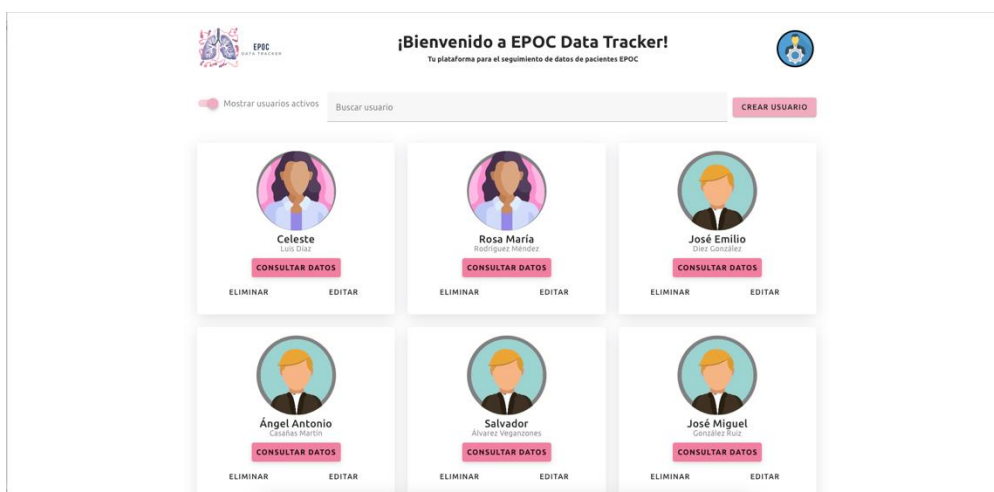 EPOC
DATA TRACKER
¡Bienvenido a EPOC Data Tracker!
Tu plataforma para el seguimiento de datos de pacientes EPOC
Mostrar usuarios activos
Buscar usuario
CREAR USUARIO
Celeste
Luis Díaz
CONSULTAR DATOS
ELIMINAR EDITAR
Rosa María
Rodríguez Méndez
CONSULTAR DATOS
ELIMINAR EDITAR
José Emilio
Díez González
CONSULTAR DATOS
ELIMINAR EDITAR
Ángel Antonio
Casañas Martín
CONSULTAR DATOS
ELIMINAR EDITAR
Salvador
Álvarez Veganzones
CONSULTAR DATOS
ELIMINAR EDITAR
José Miguel
González Ruiz
CONSULTAR DATOS
ELIMINAR EDITAR